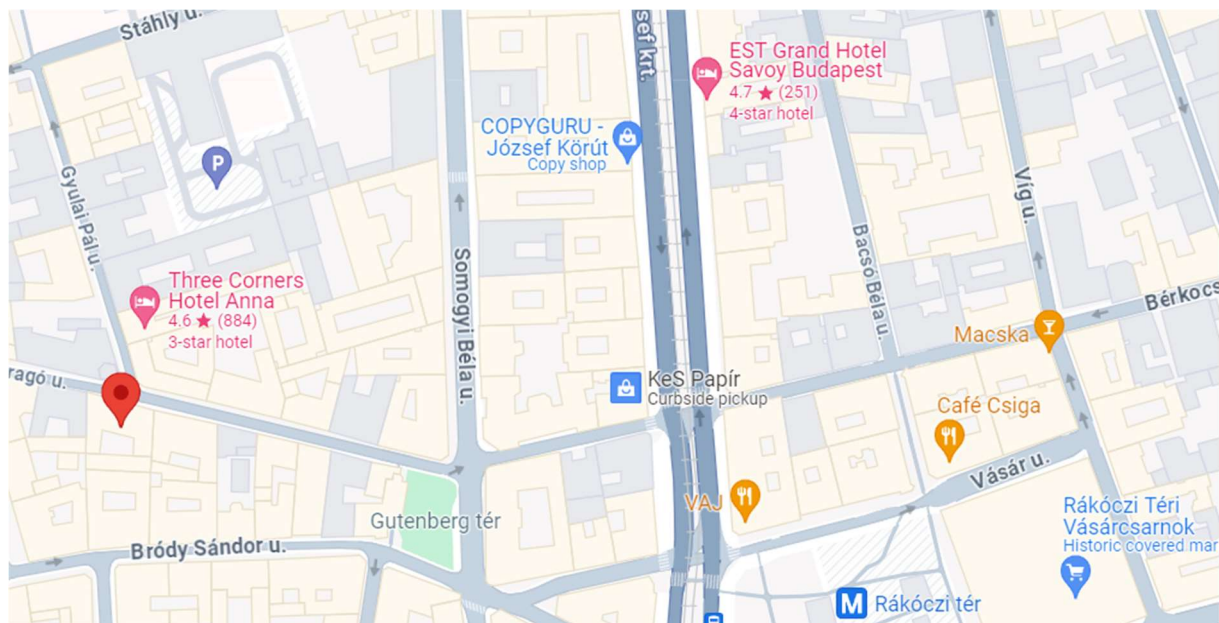 Stáhly u.
sef krt.
EST Grand Hotel
Savoy Budapest
4.7 ★ (251)
4-star hotel
COPYGURU -
József Körút
Copy shop
P
Gyulai Pál u.
Somogyi Béla u.
Bacsó Béla u.
Víg u.
Three Corners
Hotel Anna
4.6 ★ (884)
3-star hotel
Bérkocs
Macska
ragó u.
KeS Papír
Curbside pickup
Café Csiga
Vásár u.
VAJ
Gutenberg tér
Bródy Sándor u.
Rákóczi Téri
Vásárcsarnok
Historic covered mar
M Rákóczi tér